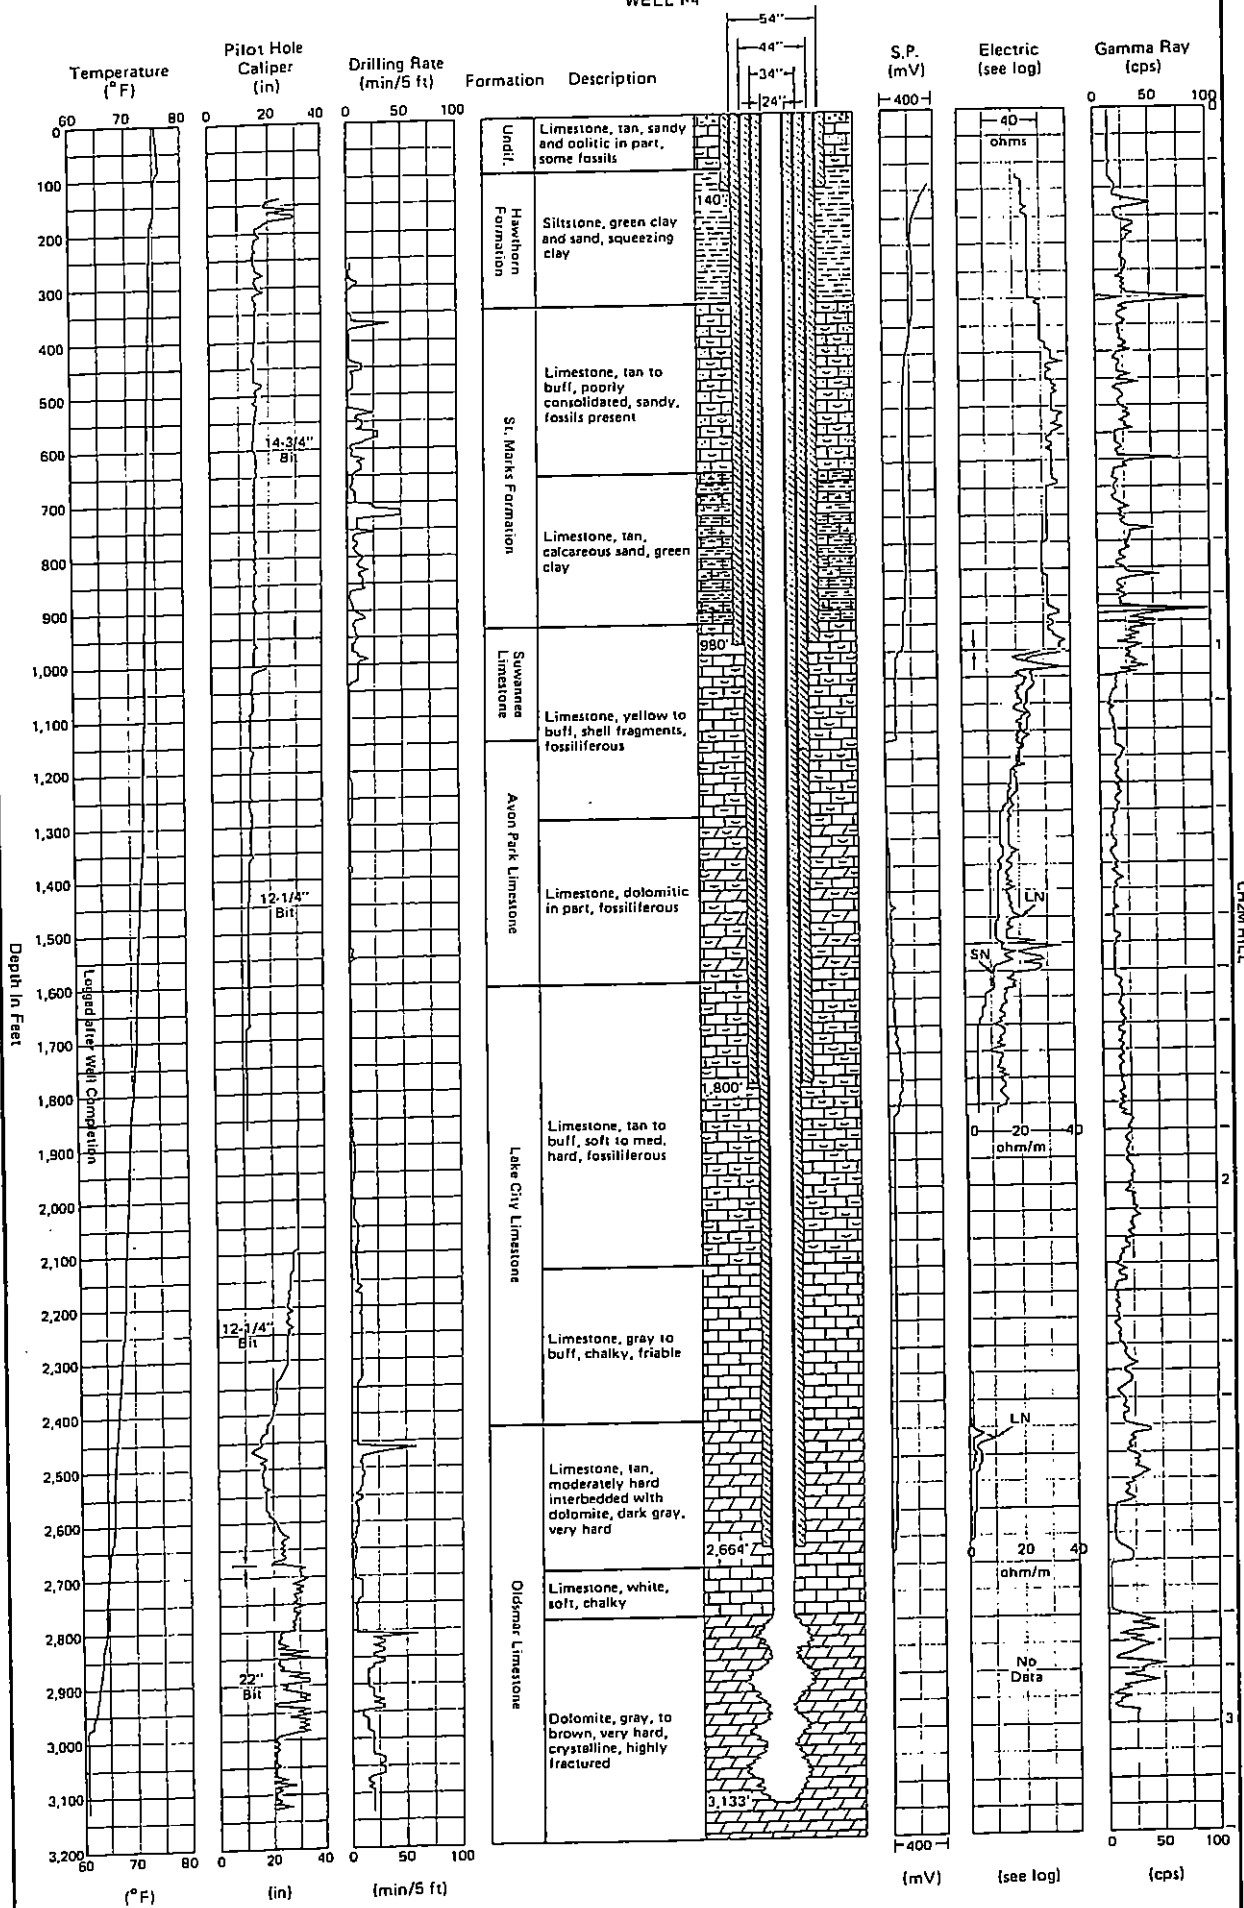 54"
44"
34"
24"
Temperature
(°F)
Pilot Hole
Caliper
(in)
Drilling Rate
(min/5 ft)
Formation
Description
S.P.
(mV)
Electric
(see log)
Gamma Ray
(cps)
60 70 80
0 20 40
0 50 100
400
40
ohms
0 50 100
0
0
100
200
300
400
500
600
700
800
900
1,000
1,100
1,200
1,300
1,400
1,500
1,600
1,700
1,800
1,900
2,000
2,100
2,200
2,300
2,400
2,500
2,600
2,700
2,800
2,900
3,000
3,100
3,200
Depth in Feet
Logged after Well Completion
14-3/4"
Bit
12-1/4"
Bit
12-1/4"
Bit
22"
Bit
Undif.
Limestone, tan, sandy
and oolitic in part,
some fossils
Hawthorn
Formation
Siltstone, green clay
and sand, squeezing
clay
St. Marks Formation
Limestone, tan to
buff, poorly
consolidated, sandy,
fossils present
Limestone, tan,
calcareous sand, green
clay
Suwannee
Limestone
Limestone, yellow to
buff, shell fragments,
fossiliferous
Avon Park Limestone
Limestone, dolomitic
in part, fossiliferous
Lake City Limestone
Limestone, tan to
buff, soft to med.
hard, fossiliferous
Limestone, gray to
buff, chalky, friable
Oldsmar Limestone
Limestone, tan,
moderately hard
interbedded with
dolomite, dark gray,
very hard
Limestone, white,
soft, chalky
Dolomite, gray, to
brown, very hard,
crystalline, highly
fractured
140'
980'
1,800'
2,664'
3,133'
LN
SN
0 20 40
ohm/m
LN
0 20 40
ohm/m
No
Data
1
2
3
60 70 80
(°F)
0 20 40
(in)
0 50 100
(min/5 ft)
400
(mV)
(see log)
0 50 100
(cps)